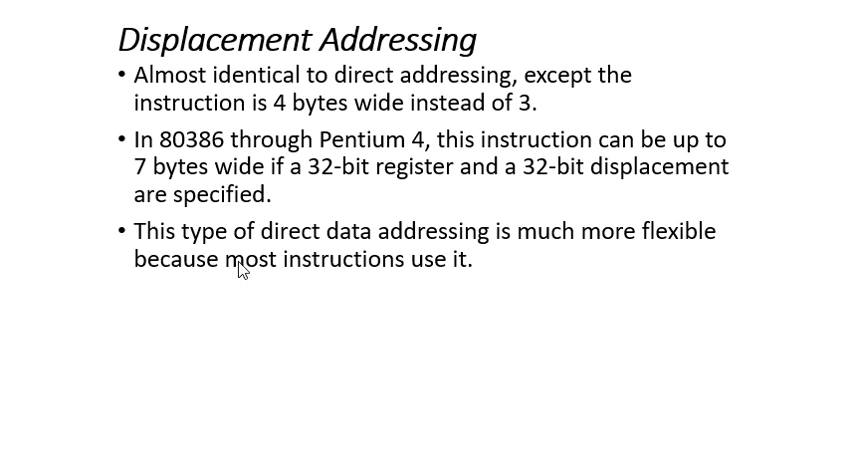 Displacement Addressing
• Almost identical to direct addressing, except the
instruction is 4 bytes wide instead of 3.
• In 80386 through Pentium 4, this instruction can be up to
7 bytes wide if a 32-bit register and a 32-bit displacement
are specified.
• This type of direct data addressing is much more flexible
because most instructions use it.